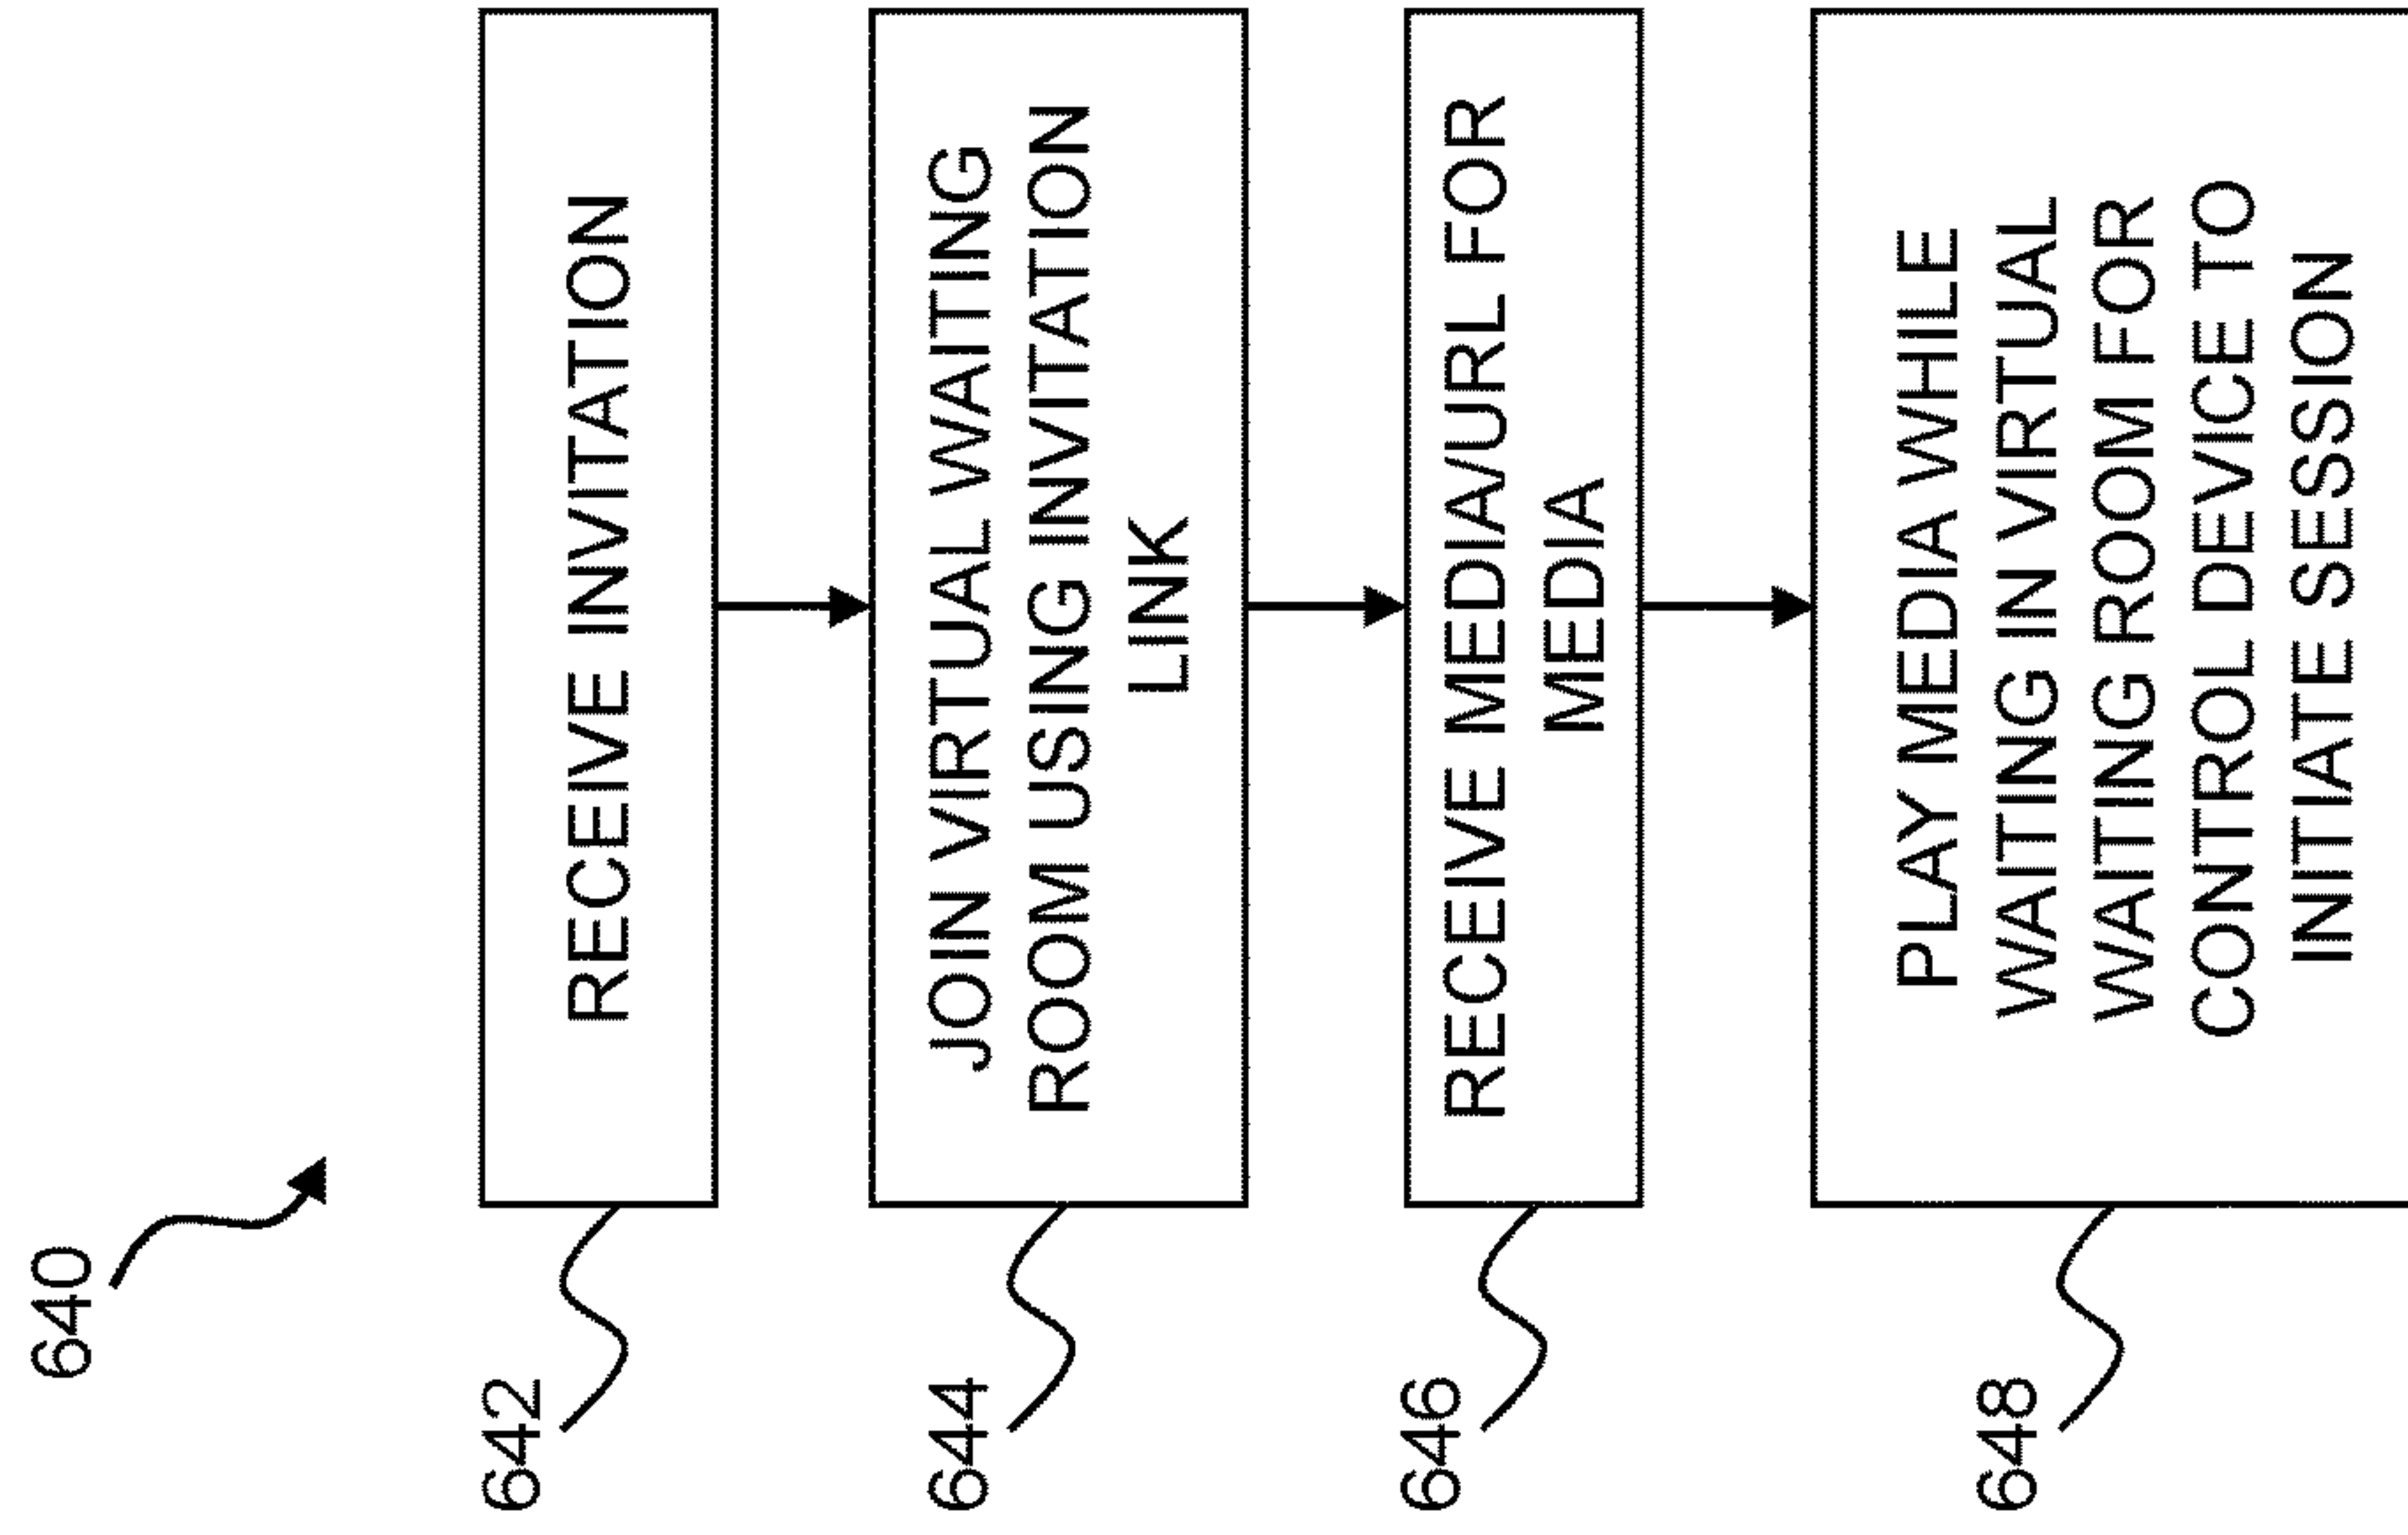 640
642
RECEIVE INVITATION
644
JOIN VIRTUAL WAITING
ROOM USING INVITATION
LINK
646
RECEIVE MEDIA/URL FOR
MEDIA
648
PLAY MEDIA WHILE
WAITING IN VIRTUAL
WAITING ROOM FOR
CONTROL DEVICE TO
INITIATE SESSION